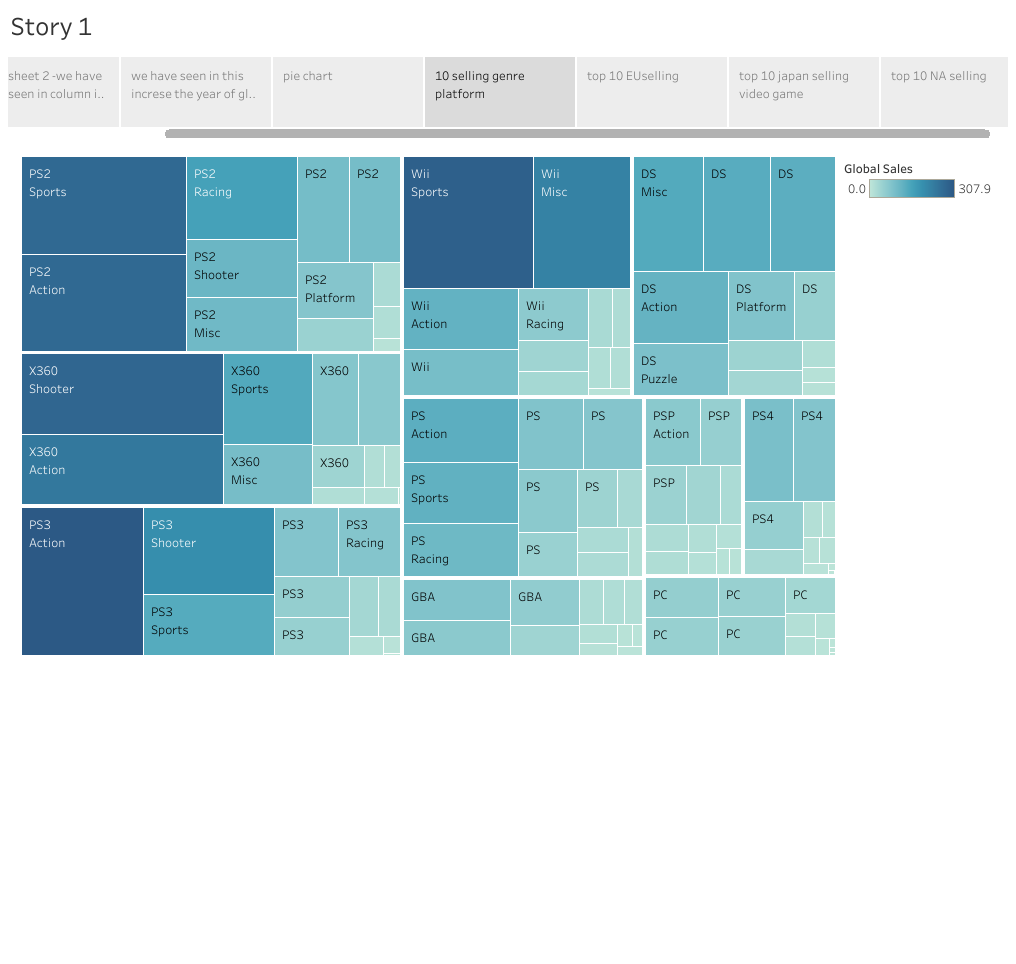 Story 1
sheet 2 -we have
seen in column i..
we have seen in this
increse the year of gl..
pie chart
10 selling genre
platform
top 10 EUselling
top 10 japan selling
video game
top 10 NA selling
PS2
Sports
PS2
Action
PS2
Racing
PS2
Shooter
PS2
Misc
PS2
PS2
PS2
Platform
X360
Shooter
X360
Action
X360
Sports
X360
Misc
X360
X360
PS3
Action
PS3
Shooter
PS3
Sports
PS3
PS3
Racing
PS3
PS3
Wii
Sports
Wii
Misc
Wii
Action
Wii
Wii
Racing
DS
Misc
DS
DS
DS
Action
DS
Platform
DS
DS
Puzzle
PS
Action
PS
Sports
PS
Racing
PS
PS
PS
PS
PS
PSP
Action
PSP
PSP
PS4
PS4
PS4
GBA
GBA
GBA
PC
PC
PC
PC
PC
Global Sales
0.0
307.9